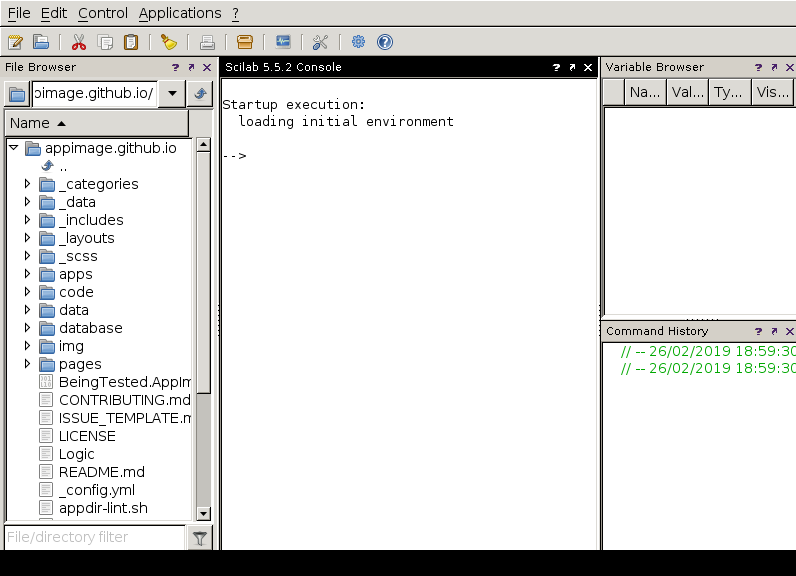 File Edit Control Applications ?
File Browser ? 
Scilab 5.5.2 Console ?
Variable Browser ?
pimage.github.io/
Na... Val... Ty... Vis...
Name
Startup execution:
loading initial environment
-->
appimage.github.io
..
_categories
_data
_includes
_layouts
_scss
apps
code
data
database
img
pages
BeingTested.AppIm
CONTRIBUTING.md
ISSUE_TEMPLATE.m
LICENSE
Logic
README.md
_config.yml
appdir-lint.sh
File/directory filter
Command History ?
// -- 26/02/2019 18:59:30
// -- 26/02/2019 18:59:30